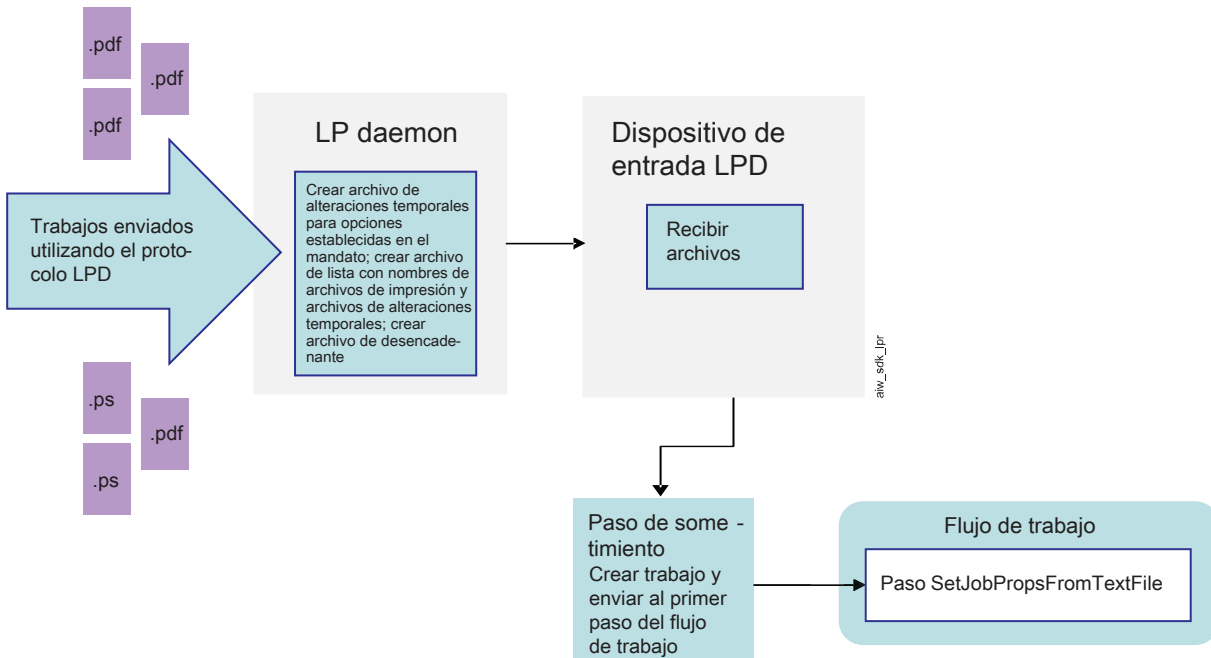 .pdf
.pdf
.pdf
Trabajos enviados
utilizando el proto-
colo LPD
.ps
.pdf
.ps
LP daemon
Crear archivo de
alteraciones temporales
para opciones
establecidas en el
mandato; crear archivo
de lista con nombres de
archivos de impresión y
archivos de alteraciones
temporales; crear
archivo de desencade-
nante
Dispositivo de
entrada LPD
Recibir
archivos
aiw_sdk_lpr
Paso de some -
timiento
Crear trabajo y
enviar al primer
paso del flujo
de trabajo
Flujo de trabajo
Paso SetJobPropsFromTextFile